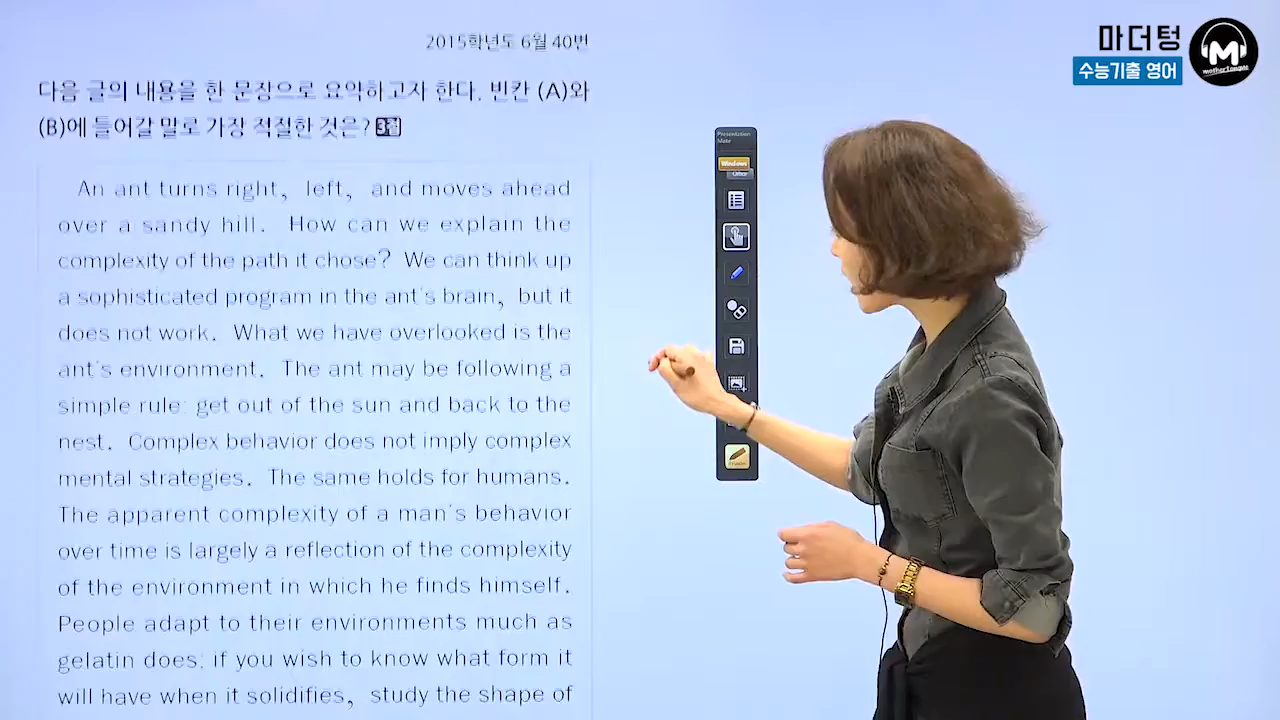 2015학년도 6월 40번
마더텅
수능기출 영어
M
mother tongue
다음 글의 내용을 한 문장으로 요약하고자 한다. 빈칸 (A)와
(B)에 들어갈 말로 가장 적절한 것은? 3점
Presentation
Mate
Windows
Office
An ant turns right, left, and moves ahead
over a sandy hill. How can we explain the
complexity of the path it chose? We can think up
a sophisticated program in the ant's brain, but it
does not work. What we have overlooked is the
ant's environment. The ant may be following a
simple rule: get out of the sun and back to the
nest. Complex behavior does not imply complex
mental strategies. The same holds for humans.
The apparent complexity of a man's behavior
over time is largely a reflection of the complexity
of the environment in which he finds himself.
People adapt to their environments much as
gelatin does; if you wish to know what form it
will have when it solidifies, study the shape of